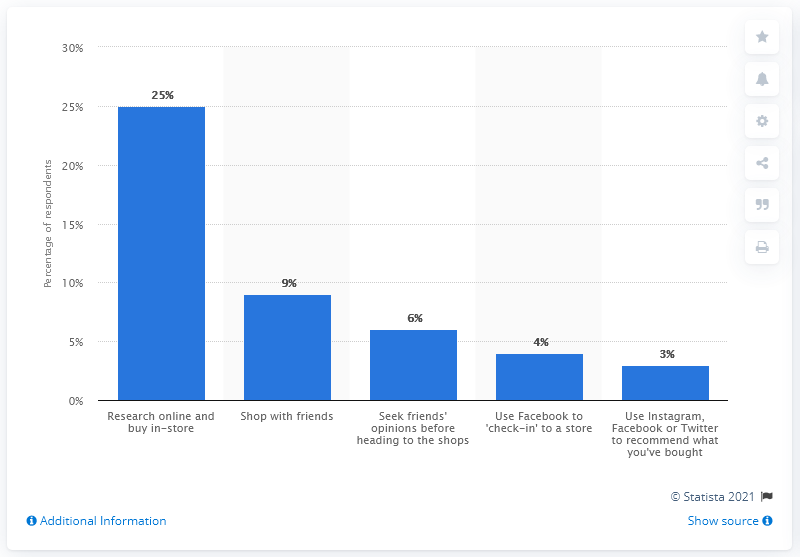 30%
25%
20%
15%
10%
5%
0%
Percentage of respondents
25%
9%
6%
4%
3%
Research online and
buy in-store
Shop with friends
Seek friends'
opinions before
heading to the shops
Use Facebook to
'check-in' to a store
Use Instagram,
Facebook or Twitter
to recommend what
you've bought
© Statista 2021
Additional Information
Show source